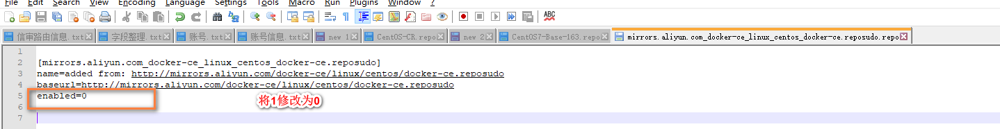 File Edit Search View Encoding Language Settings Tools Macro Run Plugins Window ?
ABC
信审路由信息.txt 字段整理.txt 账号.txt 账号信息.txt new 1 CentOS-CR.repo new 2 CentOS7-Base-163.repo mirrors.aliyun.com_docker-ce_linux_centos_docker-ce.reposudo.repo
1
2 [mirrors.aliyun.com_docker-ce_linux_centos_docker-ce.reposudo]
3 name=added from: http://mirrors.aliyun.com/docker-ce/linux/centos/docker-ce.reposudo
4 baseurl=http://mirrors.aliyun.com/docker-ce/linux/centos/docker-ce.reposudo
5 enabled=0 将1修改为0
6
7